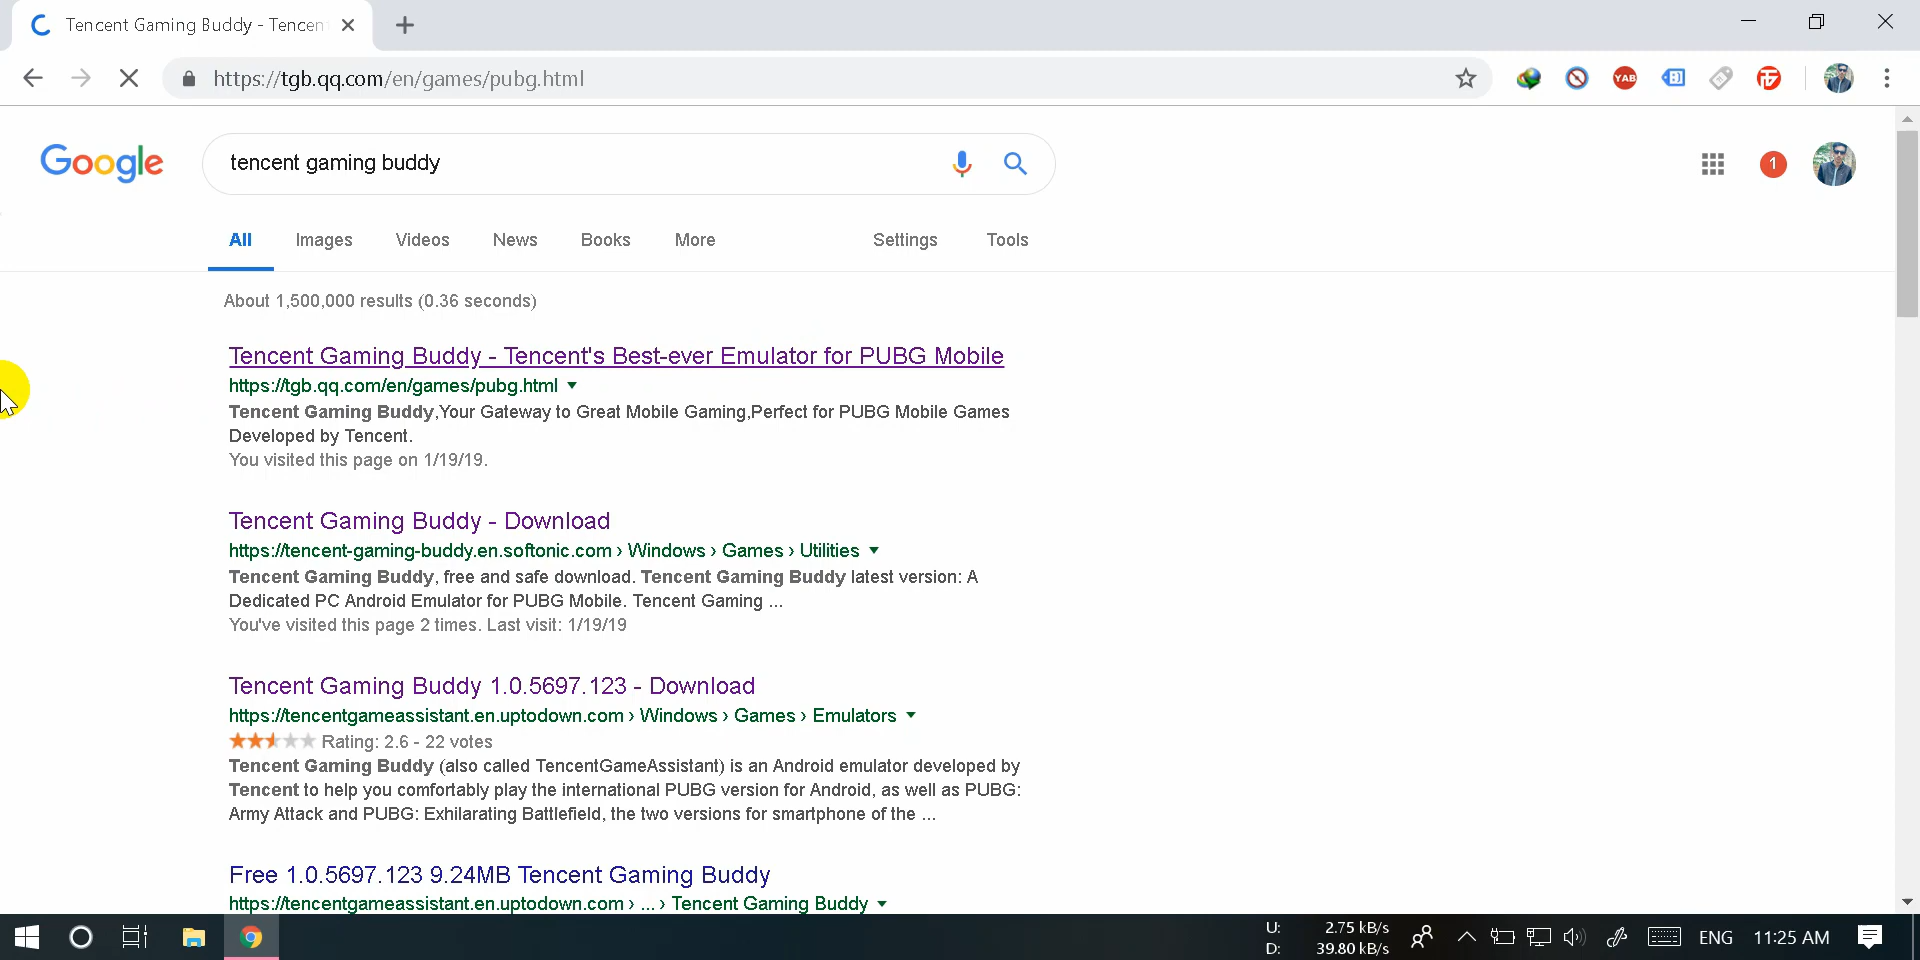 Tencent Gaming Buddy - Tencen
https://tgb.qq.com/en/games/pubg.html
YAB
Google
tencent gaming buddy
1
All Images Videos News Books More Settings Tools
About 1,500,000 results (0.36 seconds)
Tencent Gaming Buddy - Tencent's Best-ever Emulator for PUBG Mobile
https://tgb.qq.com/en/games/pubg.html
Tencent Gaming Buddy,Your Gateway to Great Mobile Gaming,Perfect for PUBG Mobile Games
Developed by Tencent.
You visited this page on 1/19/19.
Tencent Gaming Buddy - Download
https://tencent-gaming-buddy.en.softonic.com › Windows › Games › Utilities
Tencent Gaming Buddy, free and safe download. Tencent Gaming Buddy latest version: A
Dedicated PC Android Emulator for PUBG Mobile. Tencent Gaming ...
You've visited this page 2 times. Last visit: 1/19/19
Tencent Gaming Buddy 1.0.5697.123 - Download
https://tencentgameassistant.en.uptodown.com › Windows › Games › Emulators
Rating: 2.6 - 22 votes
Tencent Gaming Buddy (also called TencentGameAssistant) is an Android emulator developed by
Tencent to help you comfortably play the international PUBG version for Android, as well as PUBG:
Army Attack and PUBG: Exhilarating Battlefield, the two versions for smartphone of the ...
Free 1.0.5697.123 9.24MB Tencent Gaming Buddy
https://tencentgameassistant.en.uptodown.com › ... › Tencent Gaming Buddy
U: 2.75 kB/s
D: 39.80 kB/s
ENG 11:25 AM